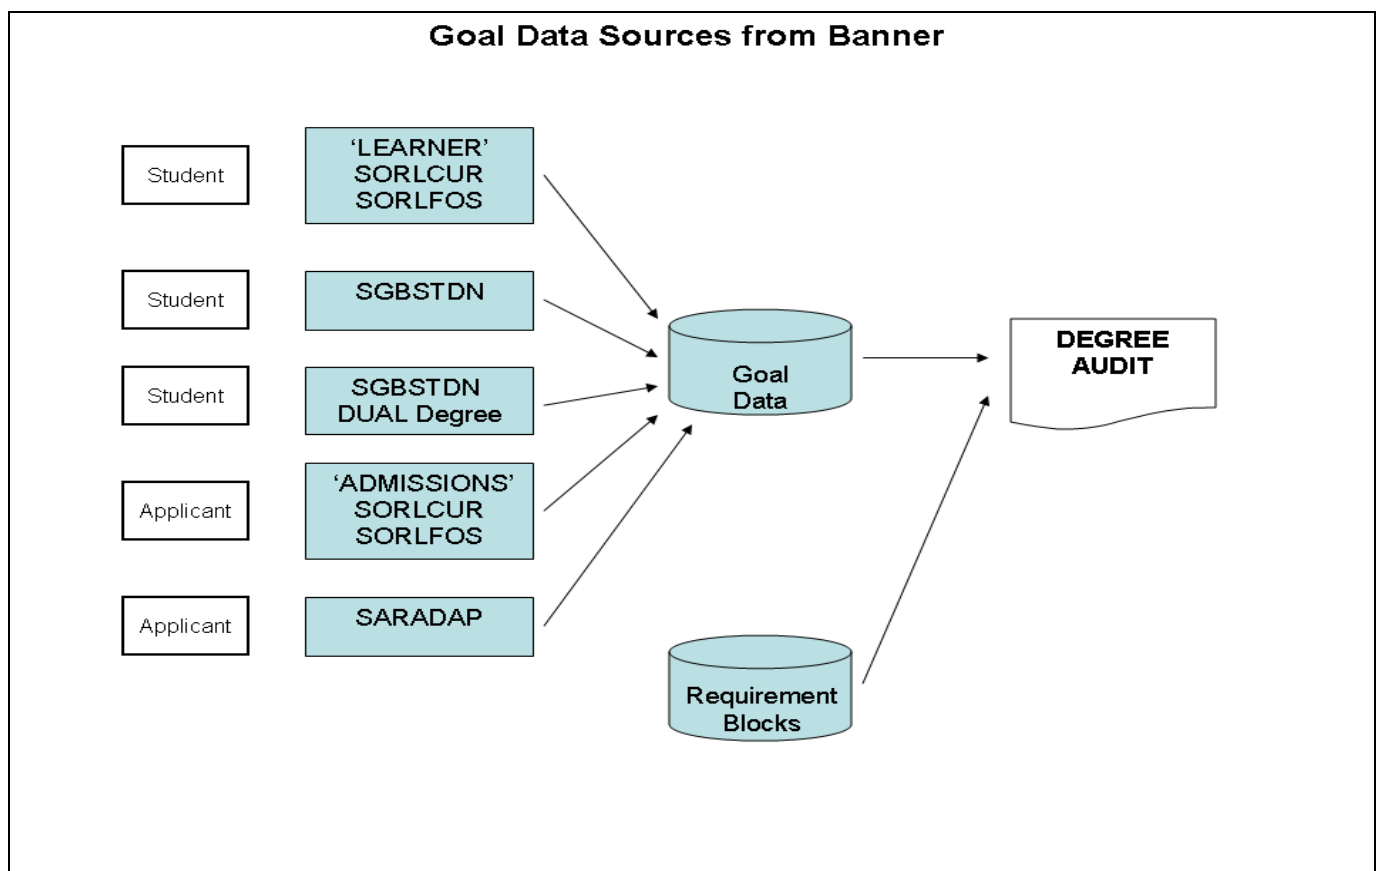 Goal Data Sources from Banner
Student
‘LEARNER’
SORLCUR
SORLFOS
Student
SGBSTDN
Student
SGBSTDN
DUAL Degree
Applicant
‘ADMISSIONS’
SORLCUR
SORLFOS
Applicant
SARADAP
Goal
Data
Requirement
Blocks
DEGREE
AUDIT